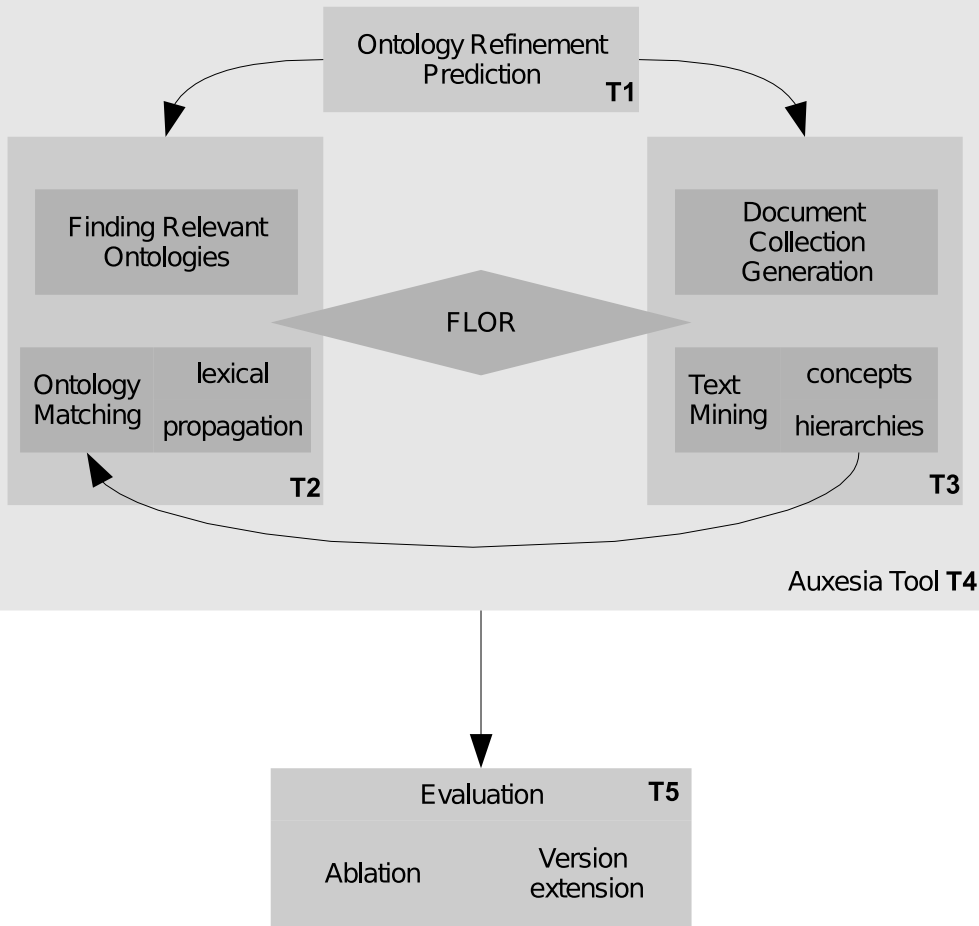 Ontology Refinement
Prediction
T1
Finding Relevant
Ontologies
Document
Collection
Generation
FLOR
Ontology
Matching
lexical
propagation
T2
Text
Mining
concepts
hierarchies
T3
Auxesia Tool T4
Evaluation
T5
Ablation
Version
extension